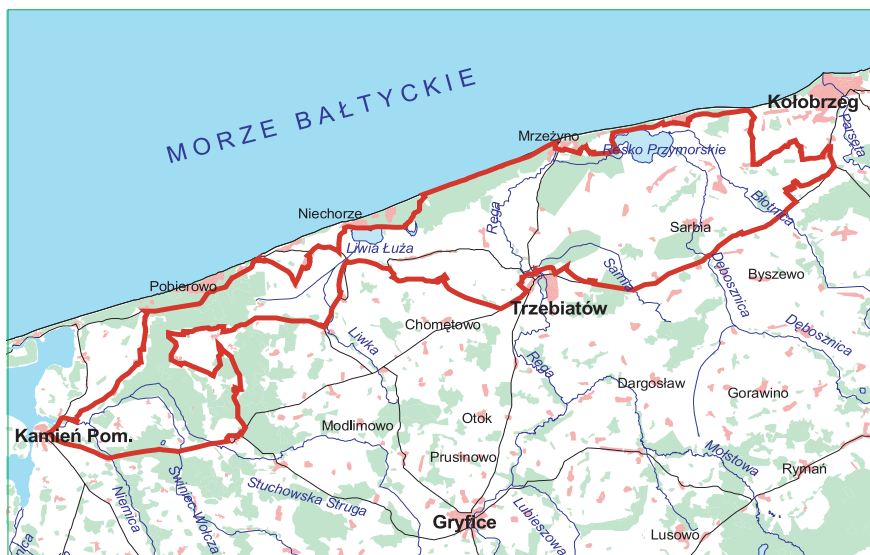 MORZE BAŁTYCKIE
Kołobrzeg
Parsęta
Mrzeżyno
Resko Przymorskie
Błotnica
Niechorze
Rega
Sarbia
Liwia Łuża
Sarnia
Dębosznica
Byszewo
Pobierowo
Trzebiatów
Chomętowo
Liwka
Dębosznica
Rega
Dargosław
Gorawino
Otok
Modlimowo
Kamień Pom.
Prusinowo
Mołstowa
Rymań
Świniec-Wołcza
Stuchowska Struga
Niemica
Gryfice
Lubieszowa
Lusowo